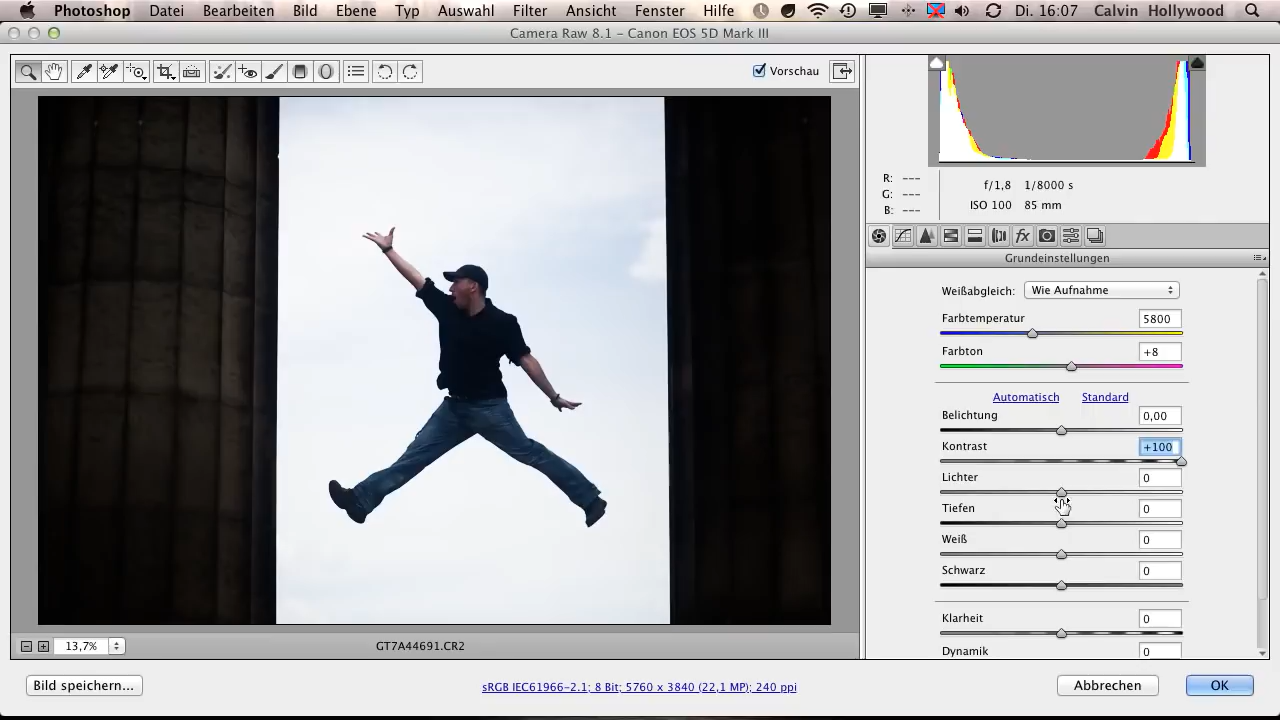 Photoshop Datei Bearbeiten Bild Ebene Typ Auswahl Filter Ansicht Fenster Hilfe Di. 16:07 Calvin Hollywood
Camera Raw 8.1 – Canon EOS 5D Mark III
Vorschau
R: ---
G: ---
B: ---
f/1,8 1/8000 s
ISO 100 85 mm
fx
Grundeinstellungen
Weißabgleich: Wie Aufnahme
Farbtemperatur 5800
Farbton +8
Automatisch Standard
Belichtung 0,00
Kontrast +100
Lichter 0
Tiefen 0
Weiß 0
Schwarz 0
Klarheit 0
Dynamik 0
13,7% GT7A44691.CR2
Bild speichern... sRGB IEC61966-2.1; 8 Bit; 5760 x 3840 (22,1 MP); 240 ppi Abbrechen OK